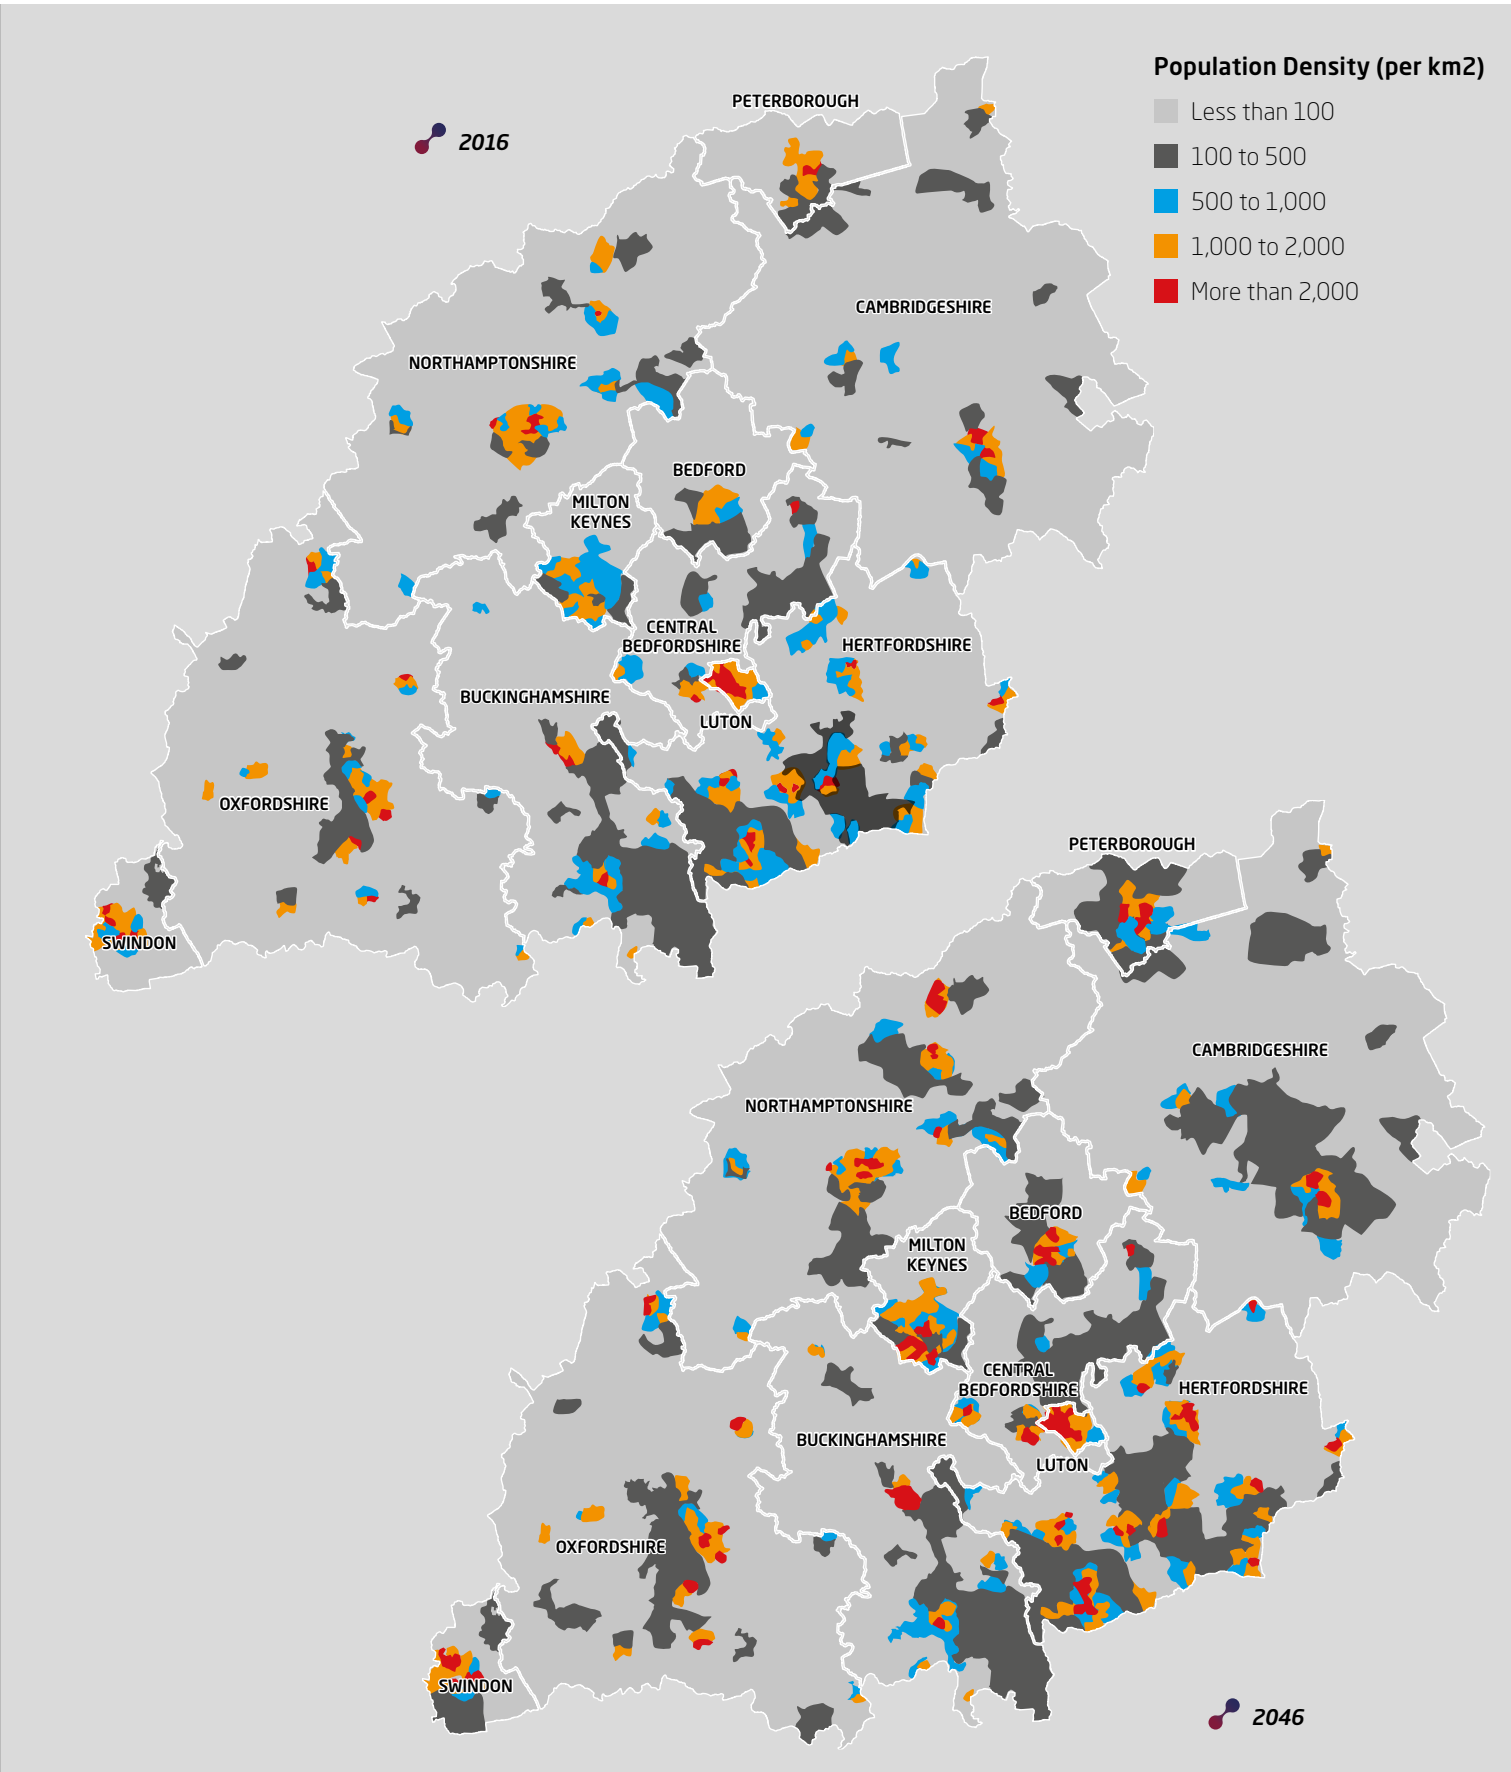 Population Density (per km2)
Less than 100
100 to 500
500 to 1,000
1,000 to 2,000
More than 2,000
2016
PETERBOROUGH
CAMBRIDGESHIRE
NORTHAMPTONSHIRE
BEDFORD
MILTON
KEYNES
CENTRAL
BEDFORDSHIRE
HERTFORDSHIRE
BUCKINGHAMSHIRE
LUTON
OXFORDSHIRE
SWINDON
PETERBOROUGH
CAMBRIDGESHIRE
NORTHAMPTONSHIRE
BEDFORD
MILTON
KEYNES
CENTRAL
BEDFORDSHIRE
HERTFORDSHIRE
BUCKINGHAMSHIRE
LUTON
OXFORDSHIRE
SWINDON
2046